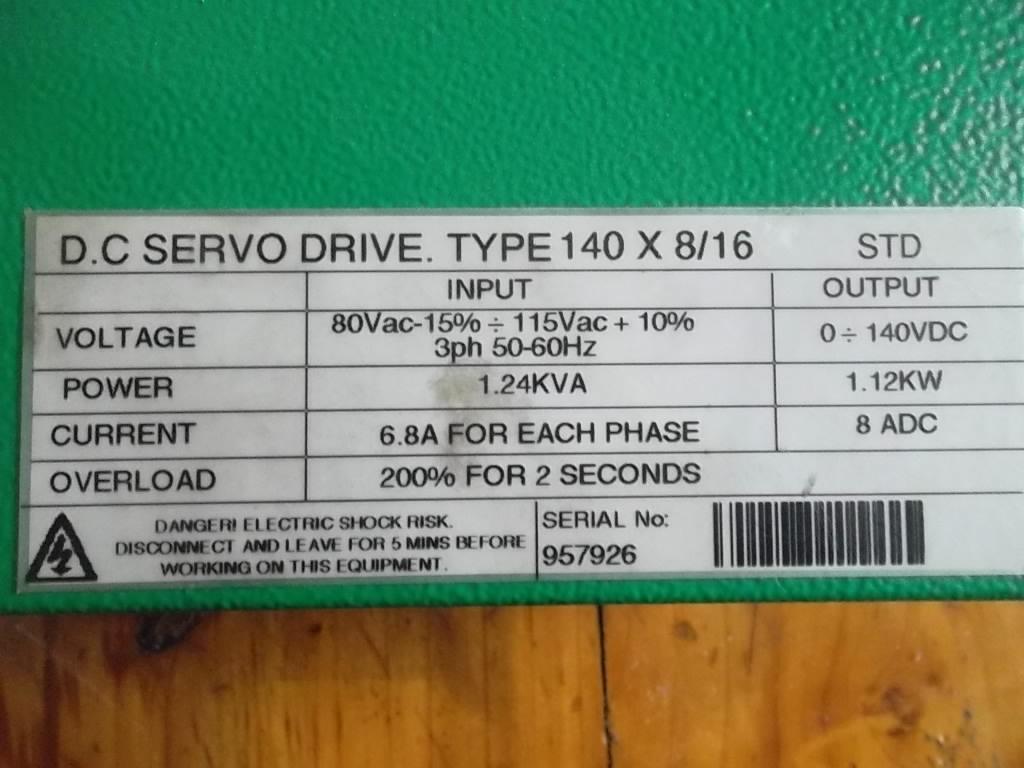 D.C SERVO DRIVE. TYPE 140 X 8/16 STD
INPUT OUTPUT
VOLTAGE 80Vac-15% ÷ 115Vac + 10% 0 ÷ 140VDC
3ph 50-60Hz
POWER 1.24KVA 1.12KW
CURRENT 6.8A FOR EACH PHASE 8 ADC
OVERLOAD 200% FOR 2 SECONDS
DANGER! ELECTRIC SHOCK RISK.
DISCONNECT AND LEAVE FOR 5 MINS BEFORE
WORKING ON THIS EQUIPMENT.
SERIAL No:
957926